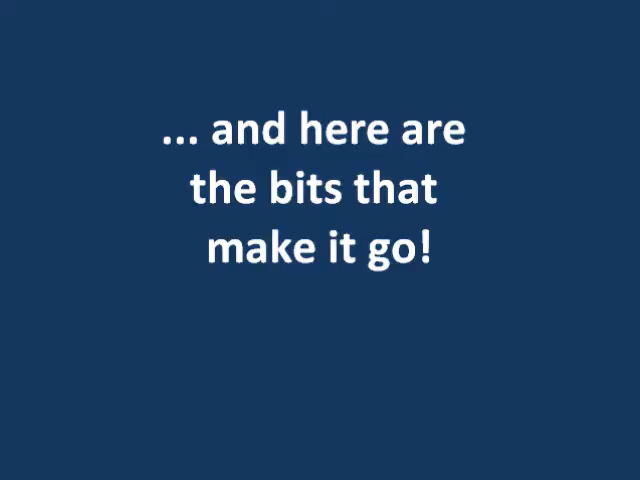 ... and here are
the bits that
make it go!